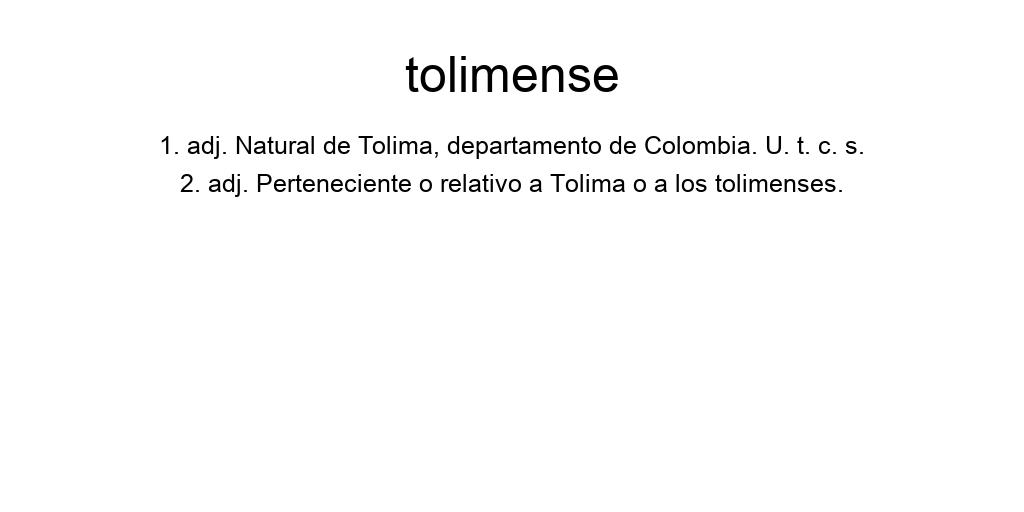 tolimense
1. adj. Natural de Tolima, departamento de Colombia. U. t. c. s.
2. adj. Perteneciente o relativo a Tolima o a los tolimenses.